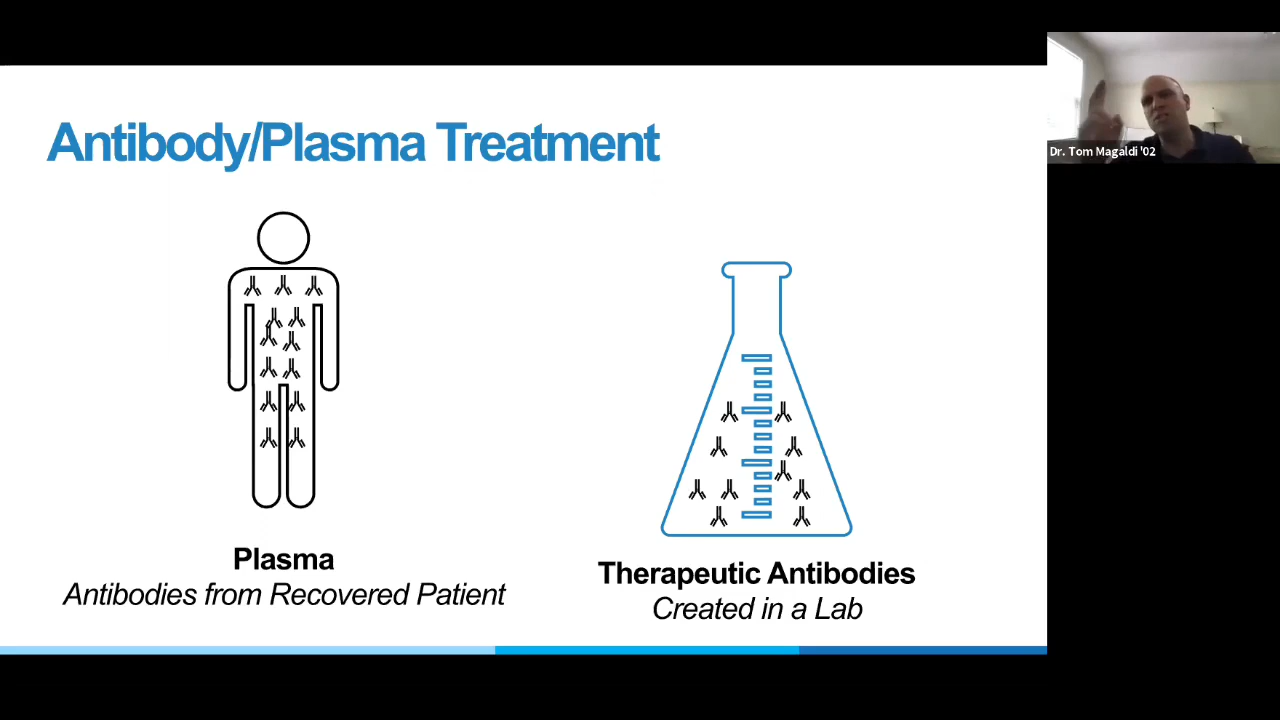 Antibody/Plasma Treatment
Dr. Tom Magaldi '02
Plasma
Antibodies from Recovered Patient
Therapeutic Antibodies
Created in a Lab